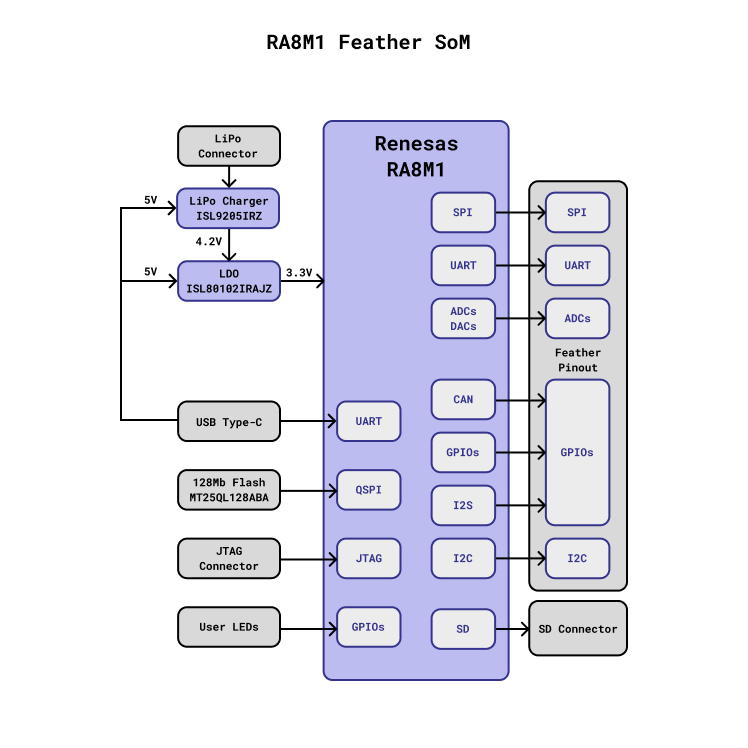 RA8M1 Feather SoM
LiPo
Connector
5V
LiPo Charger
ISL9205IRZ
4.2V
5V
LDO
ISL80102IRAJZ
3.3V
USB Type-C
128Mb Flash
MT25QL128ABA
JTAG
Connector
User LEDs
Renesas
RA8M1
UART
QSPI
JTAG
GPIOs
SPI
UART
ADCs
DACs
CAN
GPIOs
I2S
I2C
SD
SPI
UART
ADCs
Feather
Pinout
GPIOs
I2C
SD Connector